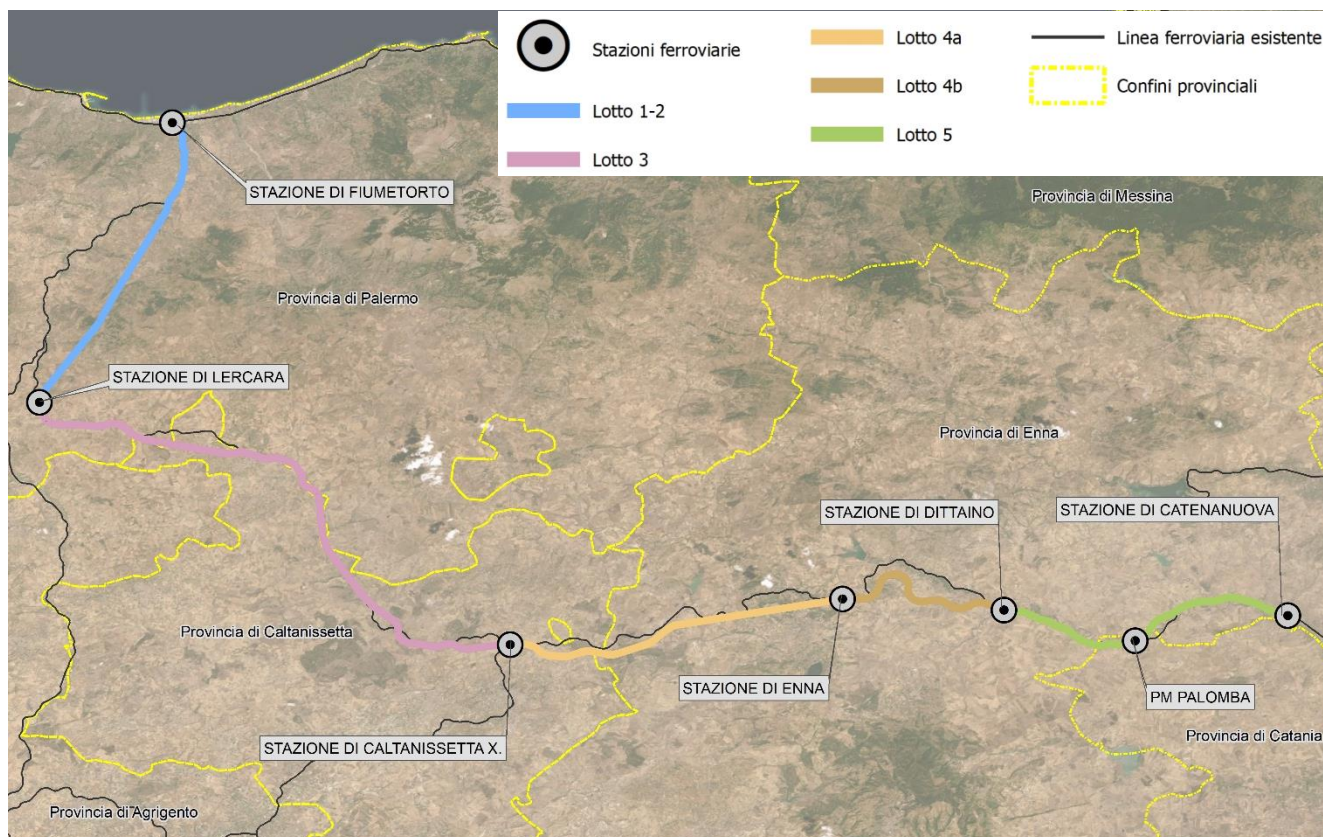 Stazioni ferroviarie
Lotto 1-2
Lotto 3
Lotto 4a
Lotto 4b
Lotto 5
Linea ferroviaria esistente
Confini provinciali
STAZIONE DI FIUMETORTO
Provincia di Messina
Provincia di Palermo
STAZIONE DI LERCARA
Provincia di Enna
STAZIONE DI DITTAINO
STAZIONE DI CATENANUOVA
Provincia di Caltanissetta
STAZIONE DI ENNA
PM PALOMBA
STAZIONE DI CALTANISSETTA X.
Provincia di Catania
Provincia di Agrigento